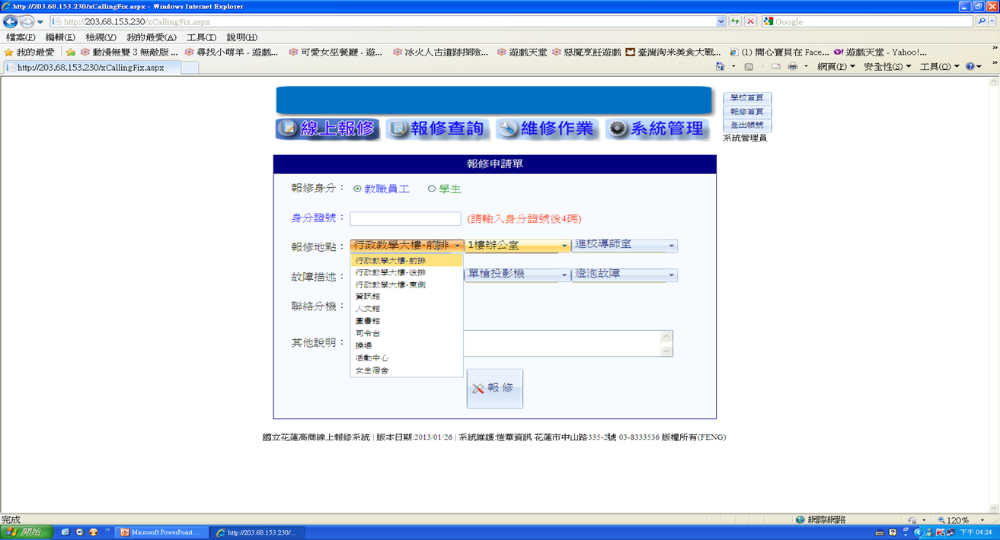 http://203.68.153.230/xCallingFix.aspx - Windows Internet Explorer
http://203.68.153.230/xCallingFix.aspx
Google
檔案(F) 編輯(E) 檢視(V) 我的最愛(A) 工具(T) 說明(H)
我的最愛 動漫無雙 3 無敵版 ... 尋找小萌羊 - 遊戲... 可愛女巫餐廳 - 遊... 冰火人古遺跡探險... 遊戲天堂 惡魔烹飪遊戲 臺灣淘米美食大戰... (1) 開心寶貝在 Face... 遊戲天堂 - Yahoo!...
http://203.68.153.230/xCallingFix.aspx
網頁(P) 安全性(S) 工具(O)
學校首頁
報修首頁
登出帳號
系統管理員
線上報修 報修查詢 維修作業 系統管理
報修申請單
報修身分： 教職員工 學生
身分證號： (請輸入身分證號後4碼)
報修地點： 行政教學大樓-前排 1樓辦公室 進校導師室
行政教學大樓-前排
行政教學大樓-後排
行政教學大樓-東側
資訊館
人文館
圖書館
司令台
操場
活動中心
女生宿舍
故障描述： 單槍投影機 燈泡故障
聯絡分機：
其他說明：
報 修
國立花蓮高商線上報修系統 | 版本日期:2013/01/26 | 系統維護:愷華資訊 花蓮市中山路335-2號 03-8333536 版權所有(FENG)
完成
網際網路
120%
開始
Microsoft PowerPoint ...
http://203.68.153.230/...
下午 04:24